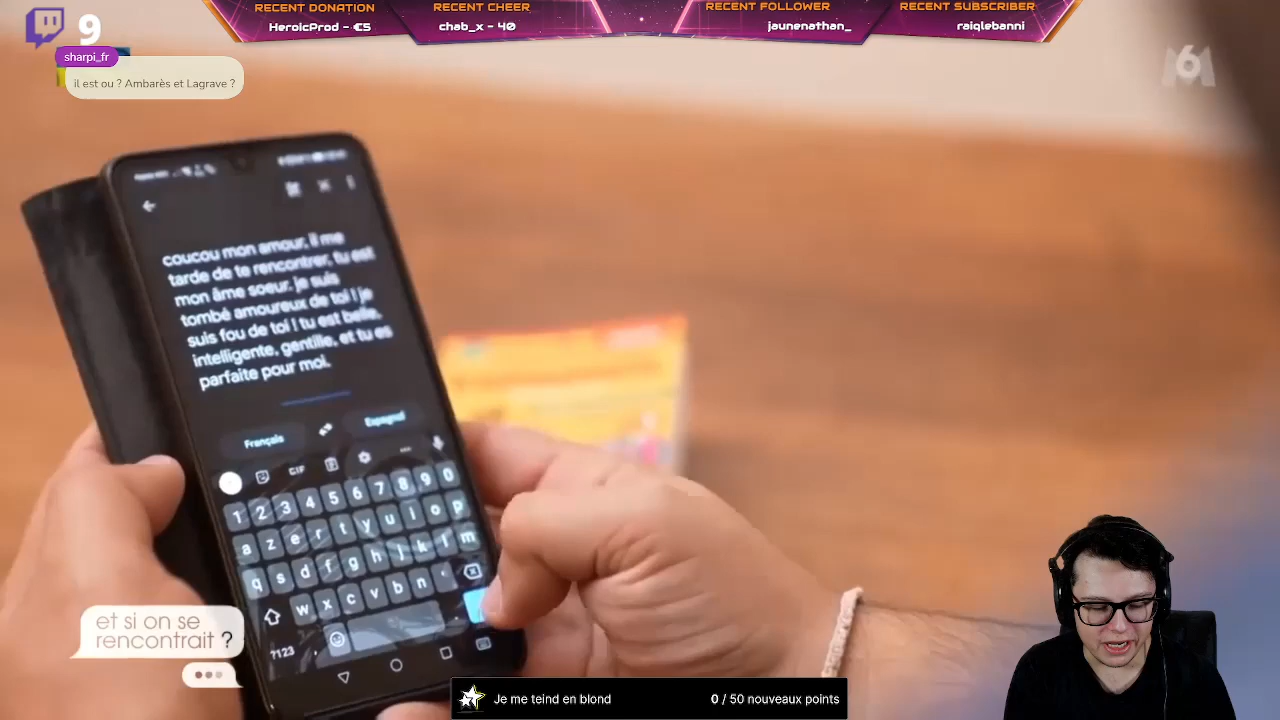 9
RECENT DONATION
HeroicProd - €5
RECENT CHEER
chab_x - 40
RECENT FOLLOWER
jaunenathan_
RECENT SUBSCRIBER
raiqlebanni
sharpi_fr
il est ou ? Ambarès et Lagrave ?
M6
coucou mon amour, il me
tarde de te rencontrer, tu est
mon âme soeur. je suis
tombé amoureux de toi ! je
suis fou de toi ! tu est belle,
intelligente, gentille, et tu es
parfaite pour moi.
Français
Espagnol
GIF
1 2 3 4 5 6 7 8 9 0
a z e r t y u i o p
q s d f g h j k l m
w x c v b n '
?123 , .
et si on se
rencontrait ?
Je me teind en blond
0 / 50 nouveaux points